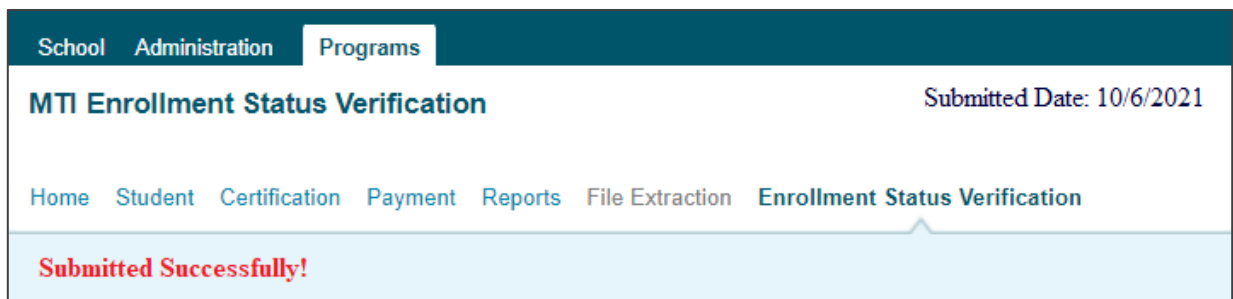 School Administration Programs
MTI Enrollment Status Verification Submitted Date: 10/6/2021
Home Student Certification Payment Reports File Extraction Enrollment Status Verification
Submitted Successfully!